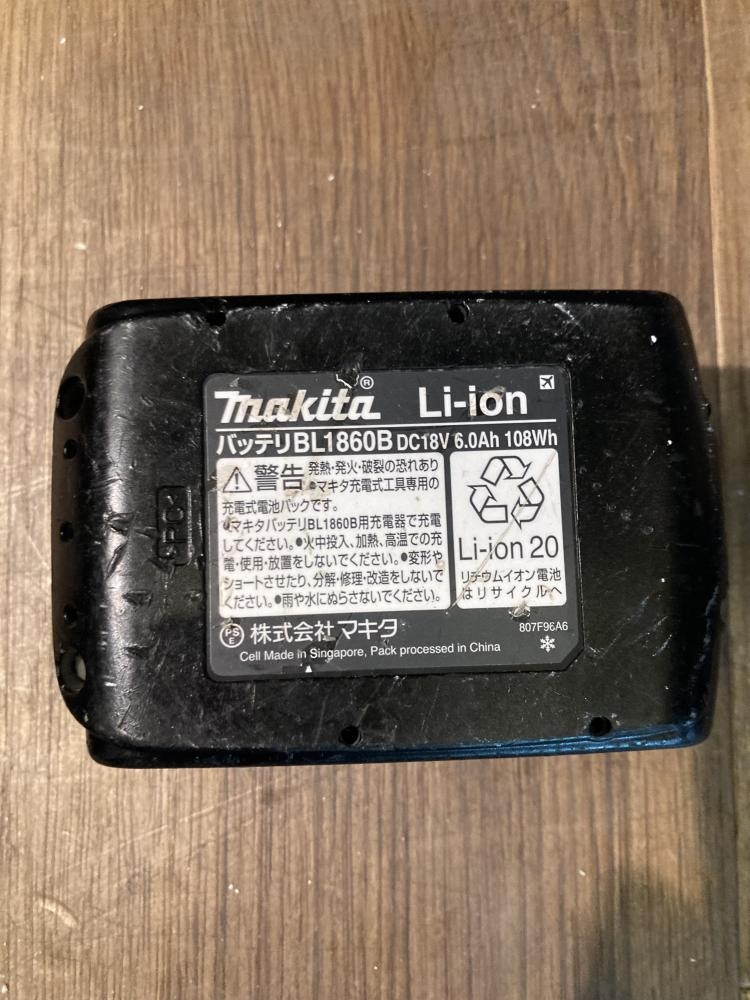 makita® Li-ion
バッテリBL1860B DC18V 6.0Ah 108Wh
警告 発熱・発火・破裂の恐れあり
●マキタ充電式工具専用の
充電式電池パックです。
●マキタバッテリBL1860B用充電器で充電
してください。●火中投入、加熱、高温での充
電・使用・放置をしないでください。●変形や
ショートさせたり、分解・修理・改造をしないで
ください。●雨や水にぬらさないでください。
Li-ion 20
リチウムイオン電池
はリサイクルへ
PS
E
株式会社マキタ
807F96A6
Cell Made in Singapore, Pack processed in China